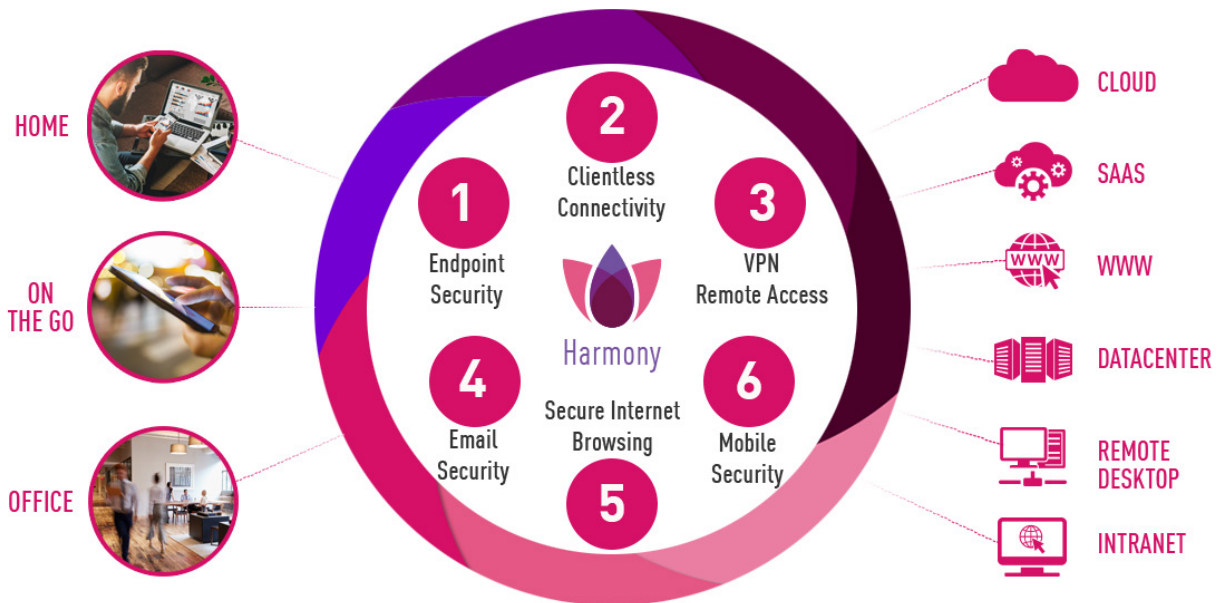 HOME
ON
THE GO
OFFICE
1
Endpoint
Security
2
Clientless
Connectivity
3
VPN
Remote Access
Harmony
4
Email
Security
Secure Internet
Browsing
5
6
Mobile
Security
CLOUD
SAAS
WWW
WWW
DATACENTER
REMOTE
DESKTOP
INTRANET